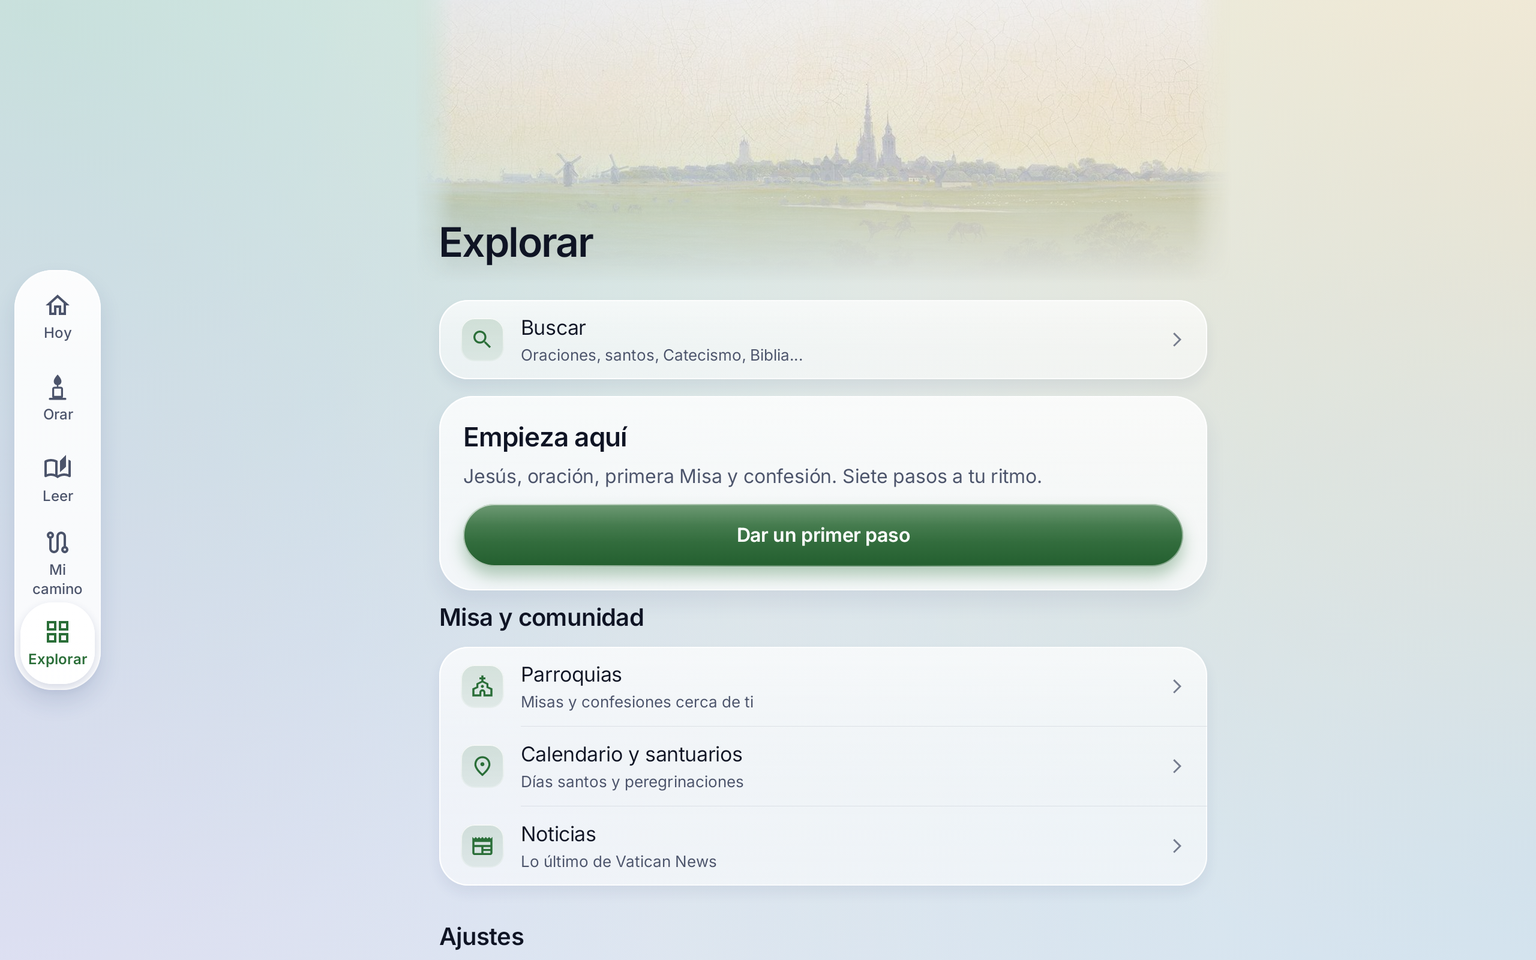 Explorar
Hoy
Orar
Leer
Mi
camino
Explorar
Buscar
Oraciones, santos, Catecismo, Biblia...
Empieza aquí
Jesús, oración, primera Misa y confesión. Siete pasos a tu ritmo.
Dar un primer paso
Misa y comunidad
Parroquias
Misas y confesiones cerca de ti
Calendario y santuarios
Días santos y peregrinaciones
Noticias
Lo último de Vatican News
Ajustes